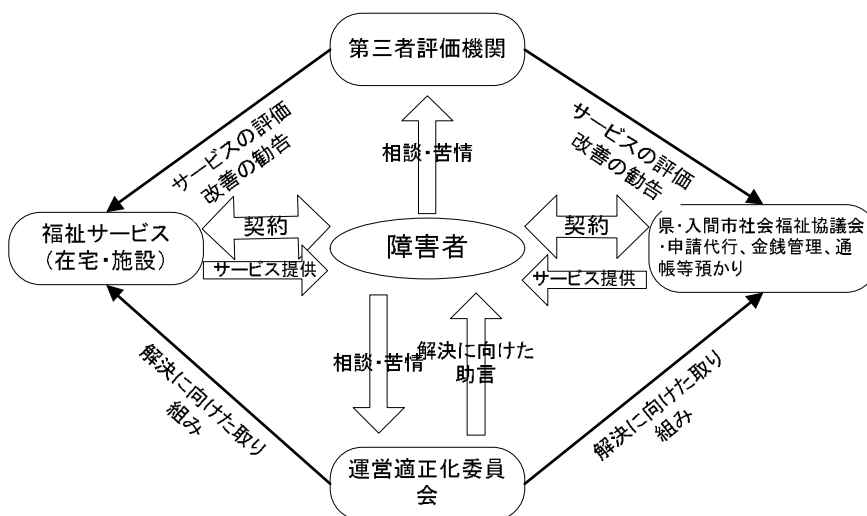 第三者評価機関
サービスの評価
改善の勧告
相談・苦情
サービスの評価
改善の勧告
福祉サービス
（在宅・施設）
契約
サービス提供
障害者
契約
サービス提供
県・入間市社会福祉協議会
・申請代行、金銭管理、通
帳等預かり
相談・苦情
解決に向けた
助言
解決に向けた取り
組み
解決に向けた取り
組み
運営適正化委員
会